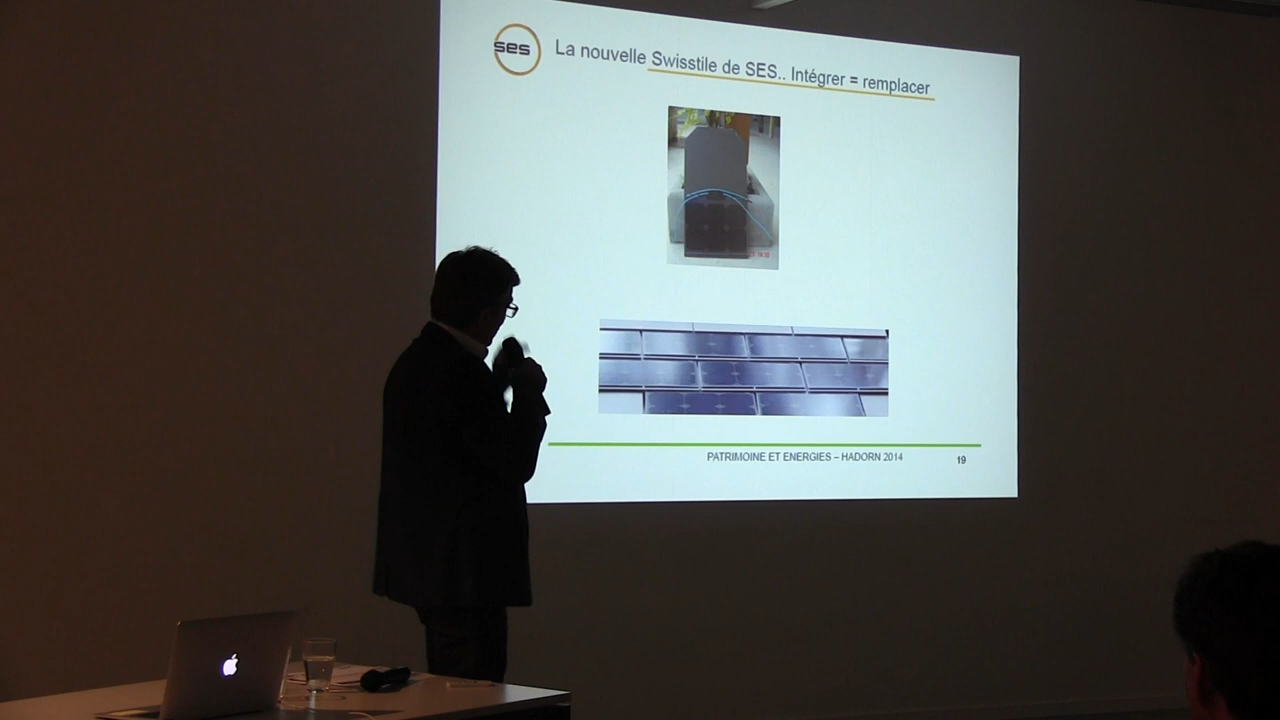 ses
La nouvelle Swisstile de SES.. Intégrer = remplacer
PATRIMOINE ET ENERGIES – HADORN 2014
19